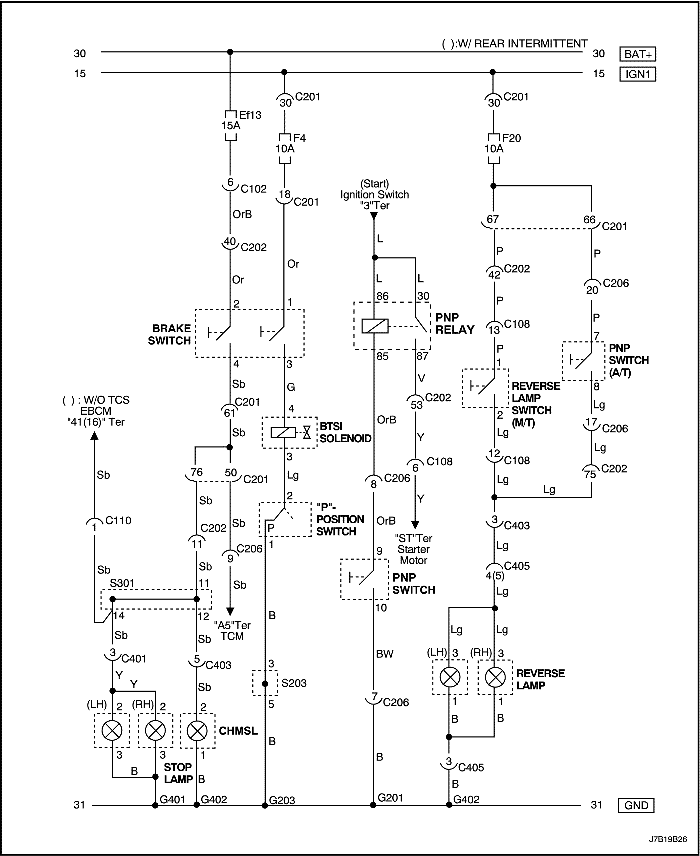 ( ):W/ REAR INTERMITTENT
30 30 BAT+
15 15 IGN1
C201 C201
30 30
Ef13
15A
F4
10A
F20
10A
6 C102
18 C201
(Start)
Ignition Switch
"3"Ter
OrB
L
67 66 C201
40 C202
P P
C202
42
C206
20
Or Or
L L
P P
2 1
86 30
C108
13
BRAKE
SWITCH
PNP
RELAY
P 7
PNP
SWITCH
(A/T)
4 3
85 87
1
REVERSE
LAMP
SWITCH
(M/T)
8
Sb G
V
2 Lg
( ) : W/O TCS
EBCM
"41(16)" Ter
C201
61
4
BTSI
SOLENOID
OrB
C202
53
Lg
17 C206
Sb
Y
3
12 C108
76 50 C201
Lg
C206
8
6 C108
C202
75
Sb
Sb Sb
2
"P"-
POSITION
SWITCH
P
Lg Lg
OrB
Y
C110
1
C202
11
1
"ST"Ter
Starter
Motor
3 C403
C206
9
9
Lg
Sb
Sb Sb
PNP
SWITCH
C405
4(5)
S301 11
10
Lg
14 12
B
"A5"Ter
TCM
Sb Sb
BW
Lg Lg
3 C401
5 C403
3
S203
5
(LH) 3 (RH) 3
REVERSE
LAMP
Y Y
Sb
1 1
(LH) 2 (RH) 2 2
7 C206
B B
CHMSL
3 3 1
B
STOP
LAMP
B B
B
3 C405
B
31 G401 G402 G203 G201 G402 31 GND
J7B19B26